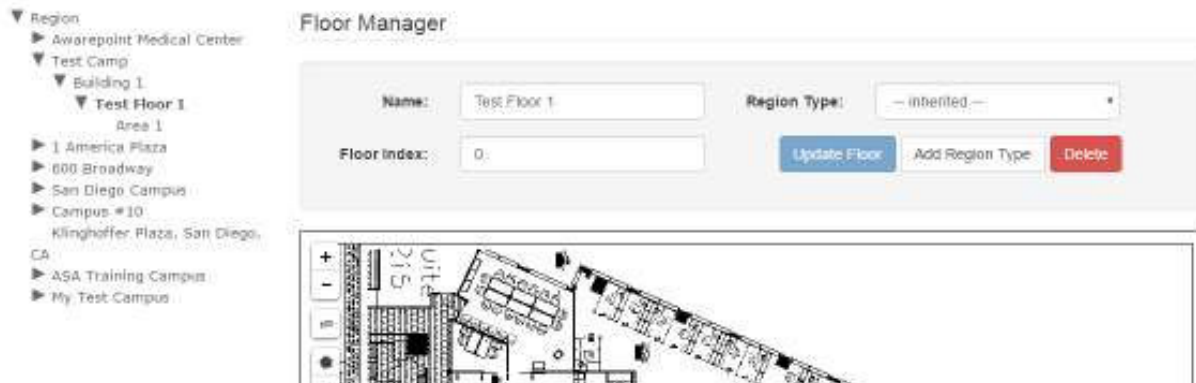 Region
Awarepoint Medical Center
Test Camp
Building 1
Test Floor 1
Area 1
1 America Plaza
600 Broadway
San Diego Campus
Campus #10
Klinghoffer Plaza, San Diego,
CA
ASA Training Campus
My Test Campus
Floor Manager
Name: Test Floor 1 Region Type: -- inherited --
Floor Index: 0 Update Floor Add Region Type Delete
+
-
uite
215